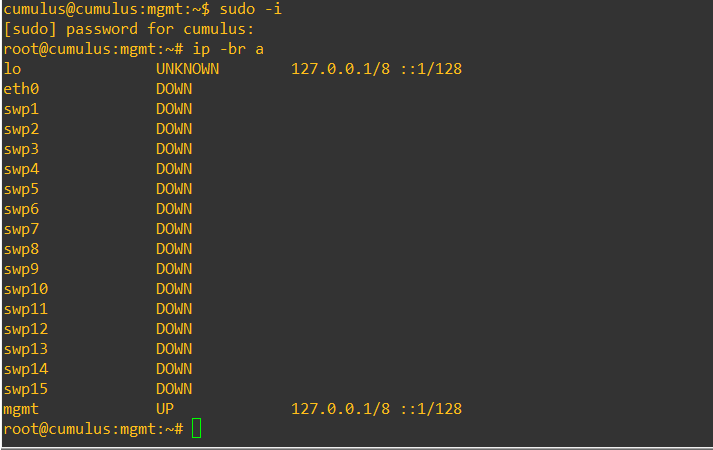 cumulus@cumulus:mgmt:~$ sudo -i
[sudo] password for cumulus:
root@cumulus:mgmt:~# ip -br a
lo               UNKNOWN        127.0.0.1/8 ::1/128
eth0             DOWN
swp1             DOWN
swp2             DOWN
swp3             DOWN
swp4             DOWN
swp5             DOWN
swp6             DOWN
swp7             DOWN
swp8             DOWN
swp9             DOWN
swp10            DOWN
swp11            DOWN
swp12            DOWN
swp13            DOWN
swp14            DOWN
swp15            DOWN
mgmt             UP             127.0.0.1/8 ::1/128
root@cumulus:mgmt:~#